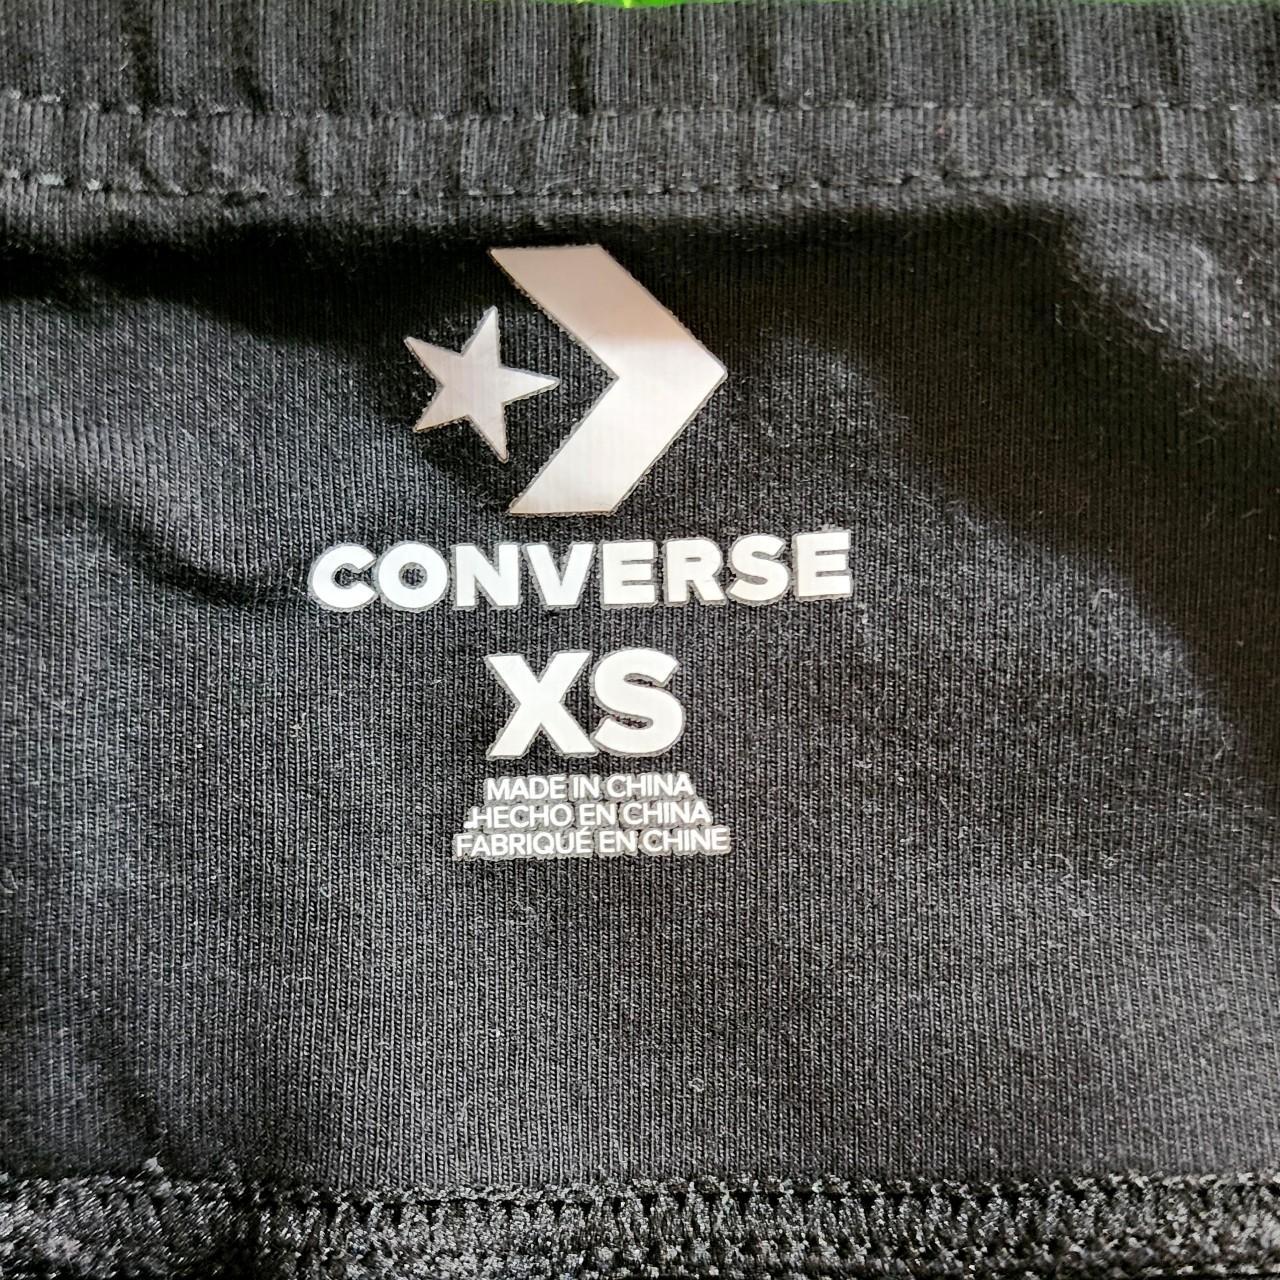 CONVERSE
XS
MADE IN CHINA
HECHO EN CHINA
FABRIQUÉ EN CHINE